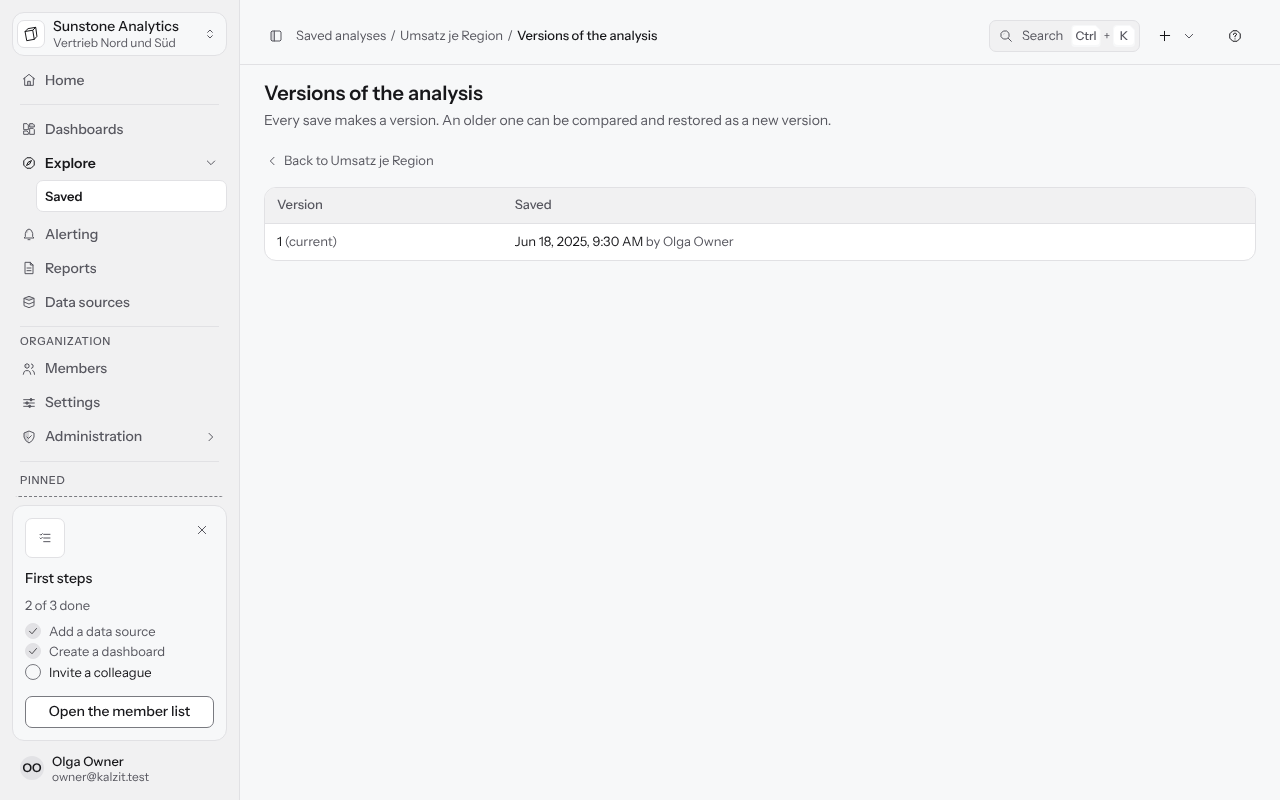 Sunstone Analytics
Vertrieb Nord und Süd
Home
Dashboards
Explore
Saved
Alerting
Reports
Data sources
ORGANIZATION
Members
Settings
Administration
PINNED
First steps
2 of 3 done
Add a data source
Create a dashboard
Invite a colleague
Open the member list
OO
Olga Owner
owner@kalzit.test
Saved analyses / Umsatz je Region / Versions of the analysis
Search Ctrl + K
Versions of the analysis
Every save makes a version. An older one can be compared and restored as a new version.
Back to Umsatz je Region
Version Saved
1 (current) Jun 18, 2025, 9:30 AM by Olga Owner